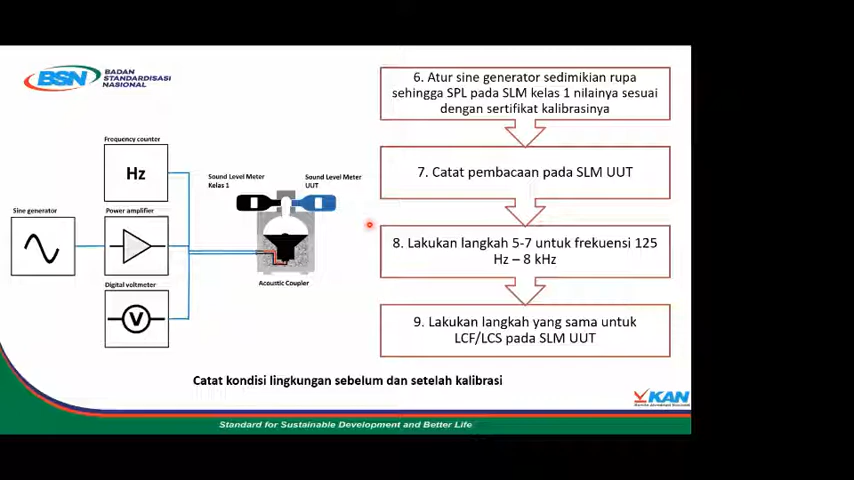 BSN
BADAN
STANDARDISASI
NASIONAL
Frequency counter
Hz
Sine generator
Power amplifier
Digital voltmeter
V
Sound Level Meter
Kelas 1
Sound Level Meter
UUT
Acoustic Coupler
6. Atur sine generator sedimikian rupa
sehingga SPL pada SLM kelas 1 nilainya sesuai
dengan sertifikat kalibrasinya
7. Catat pembacaan pada SLM UUT
8. Lakukan langkah 5-7 untuk frekuensi 125
Hz – 8 kHz
9. Lakukan langkah yang sama untuk
LCF/LCS pada SLM UUT
Catat kondisi lingkungan sebelum dan setelah kalibrasi
KAN
Komite Akreditasi Nasional
Standard for Sustainable Development and Better Life